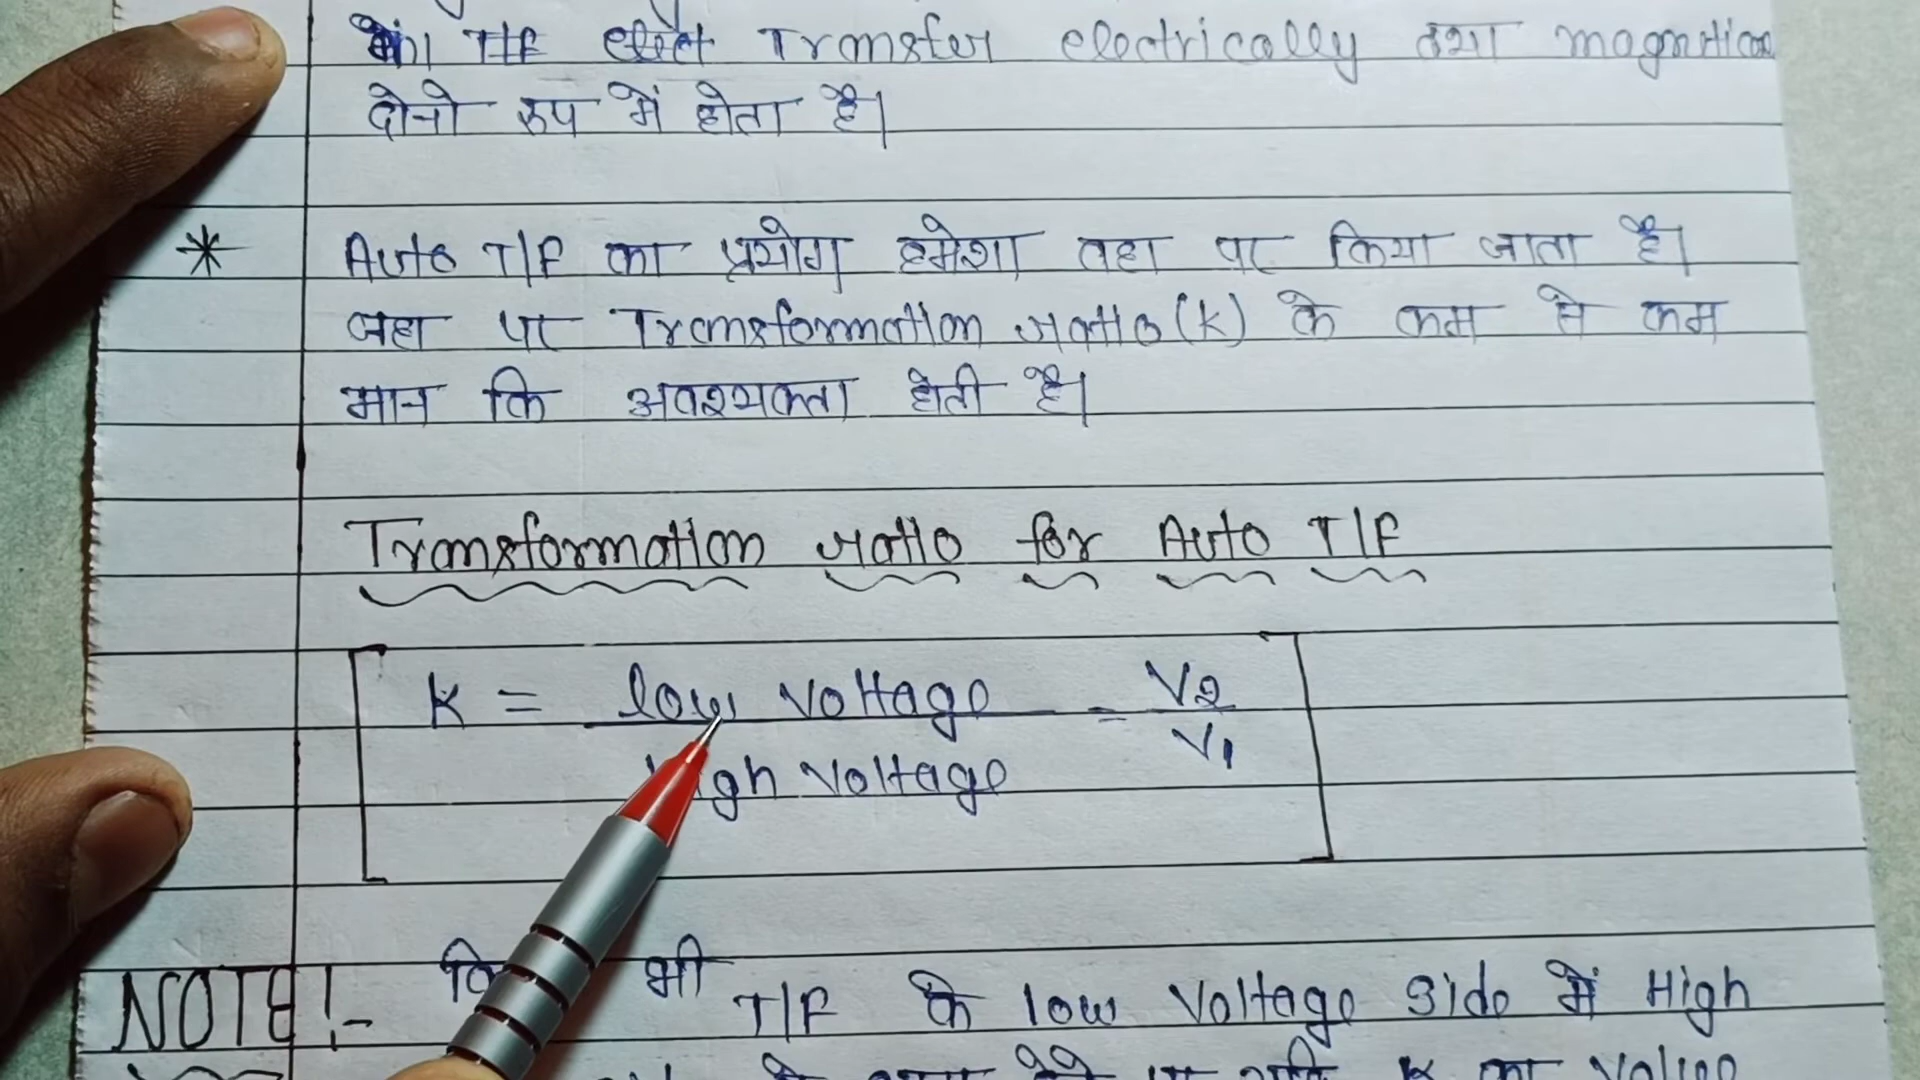 T/F Transfer electrically तथा
दोनो रूप में होता है।
* Auto T/F का प्रयोग हमेशा वहा पर किया जाता है।
जहा पर Transformation ratio (k) के कम से कम
मान कि अवश्यकता होती है।
Transformation ratio for Auto T/F
K = low voltage / High voltage = V2 / V1
NOTE!- भी T/F के low Voltage Side में High
K का